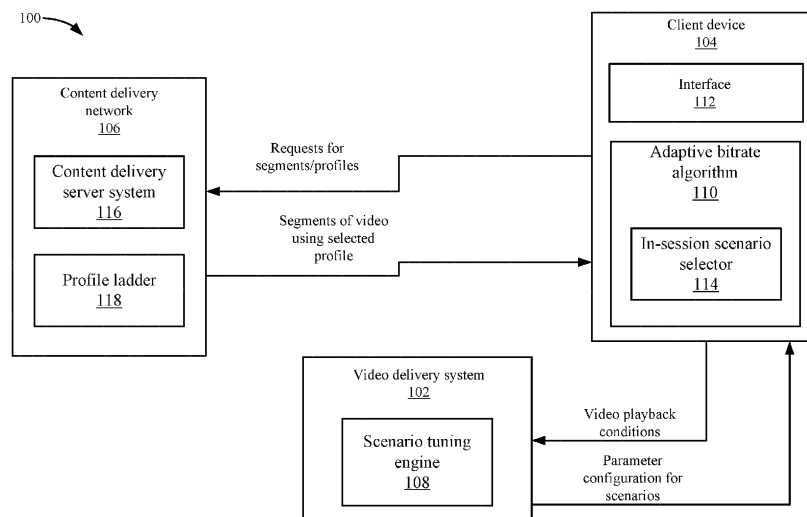 100
Client device
104
Interface
112
Adaptive bitrate
algorithm
110
In-session scenario
selector
114
Content delivery
network
106
Content delivery
server system
116
Profile ladder
118
Requests for
segments/profiles
Segments of video
using selected
profile
Video delivery system
102
Scenario tuning
engine
108
Video playback
conditions
Parameter
configuration for
scenarios